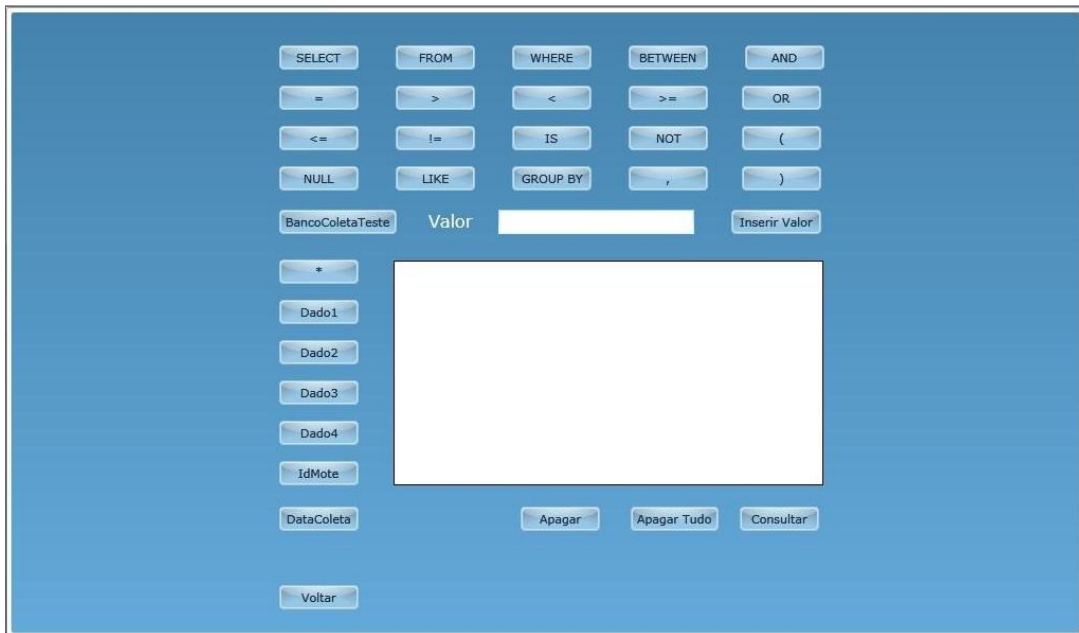 SELECT FROM WHERE BETWEEN AND
= > < >= OR
<= != IS NOT (
NULL LIKE GROUP BY , )
BancoColetaTeste Valor Inserir Valor
*
Dado1
Dado2
Dado3
Dado4
IdMote
DataColeta Apagar Apagar Tudo Consultar
Voltar